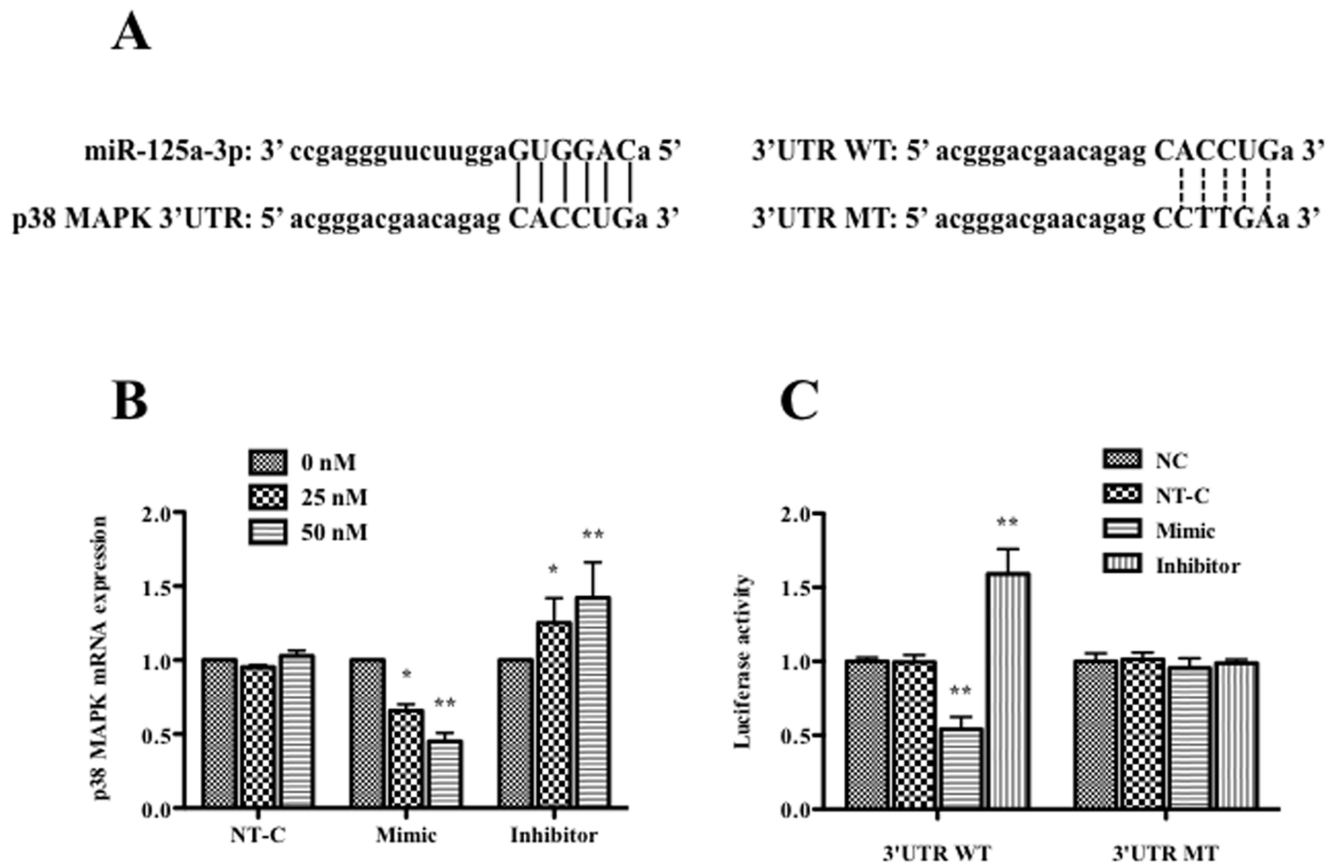 A
miR-125a-3p: 3’ ccgaggguucuuggaGUGGACa 5’
p38 MAPK 3’UTR: 5’ acgggacgaacagag CACCUGa 3’
3’UTR WT: 5’ acgggacgaacagag CACCUGa 3’
3’UTR MT: 5’ acgggacgaacagag CCTTGAa 3’
B
0 nM
25 nM
50 nM
p38 MAPK mRNA expression
2.0
1.5
1.0
0.5
0.0
*
**
*
**
NT-C Mimic Inhibitor
C
NC
NT-C
Mimic
Inhibitor
Luciferase activity
2.0
1.5
1.0
0.5
0.0
**
**
3'UTR WT 3'UTR MT